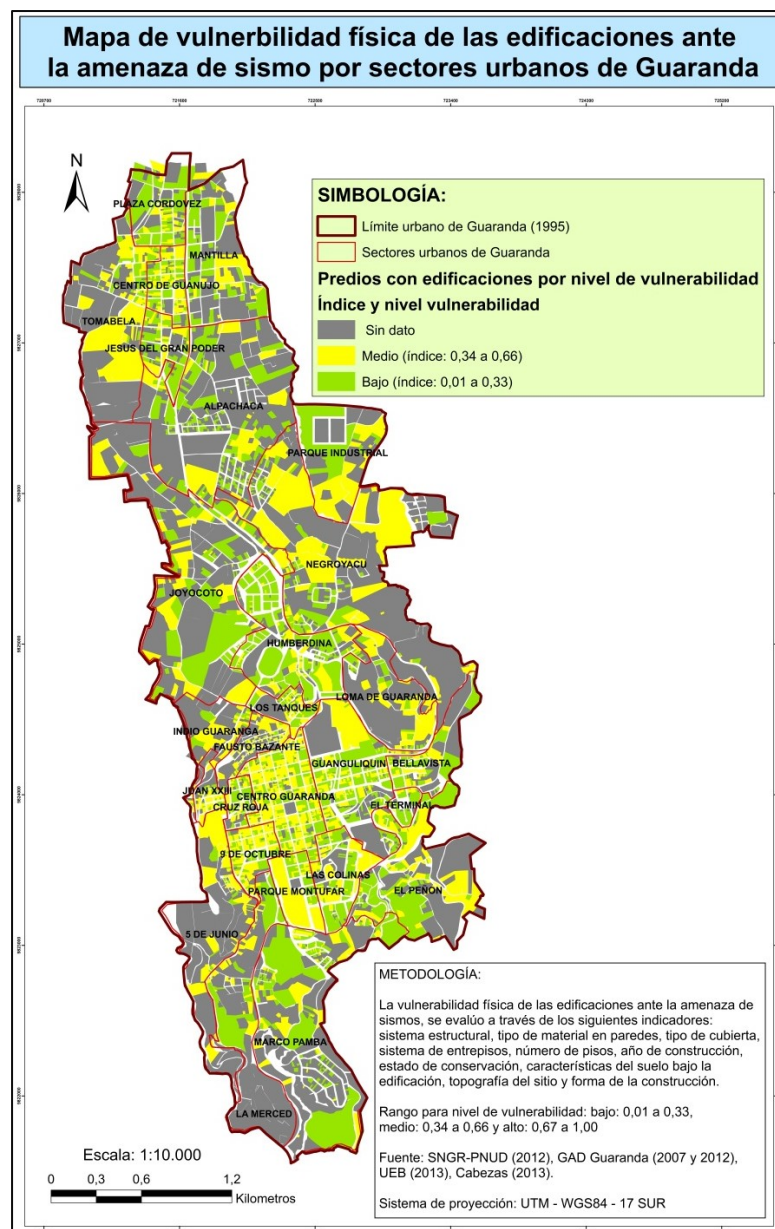 Mapa de vulnerbilidad física de las edificaciones ante
la amenaza de sismo por sectores urbanos de Guaranda
N
SIMBOLOGÍA:
Límite urbano de Guaranda (1995)
Sectores urbanos de Guaranda
Predios con edificaciones por nivel de vulnerabilidad
Índice y nivel vulnerabilidad
Sin dato
Medio (índice: 0,34 a 0,66)
Bajo (índice: 0,01 a 0,33)
PLAZA CORDOVEZ
MANTILLA
CENTRO DE GUANUJO
TOMABELA
JESUS DEL GRAN PODER
ALPACHACA
PARQUE INDUSTRIAL
NEGROYACU
JOYOCOTO
HUMBERDINA
LOMA DE GUARANDA
LOS TANQUES
INDIO GUARANGA
FAUSTO BAZANTE
GUANGULIQUIN
BELLAVISTA
JUAN XXIII
CENTRO GUARANDA
CRUZ ROJA
EL TERMINAL
9 DE OCTUBRE
LAS COLINAS
PARQUE MONTUFAR
EL PEÑON
5 DE JUNIO
MARCO PAMBA
LA MERCED
METODOLOGÍA:
La vulnerabilidad física de las edificaciones ante la amenaza de
sismos, se evalúo a través de los siguientes indicadores:
sistema estructural, tipo de material en paredes, tipo de cubierta,
sistema de entrepisos, número de pisos, año de construcción,
estado de conservación, características del suelo bajo la
edificación, topografía del sitio y forma de la construcción.
Rango para nivel de vulnerabilidad: bajo: 0,01 a 0,33,
medio: 0,34 a 0,66 y alto: 0,67 a 1,00
Fuente: SNGR-PNUD (2012), GAD Guaranda (2007 y 2012),
UEB (2013), Cabezas (2013).
Sistema de proyección: UTM - WGS84 - 17 SUR
Escala: 1:10.000
0 0,3 0,6 1,2
Kilometros